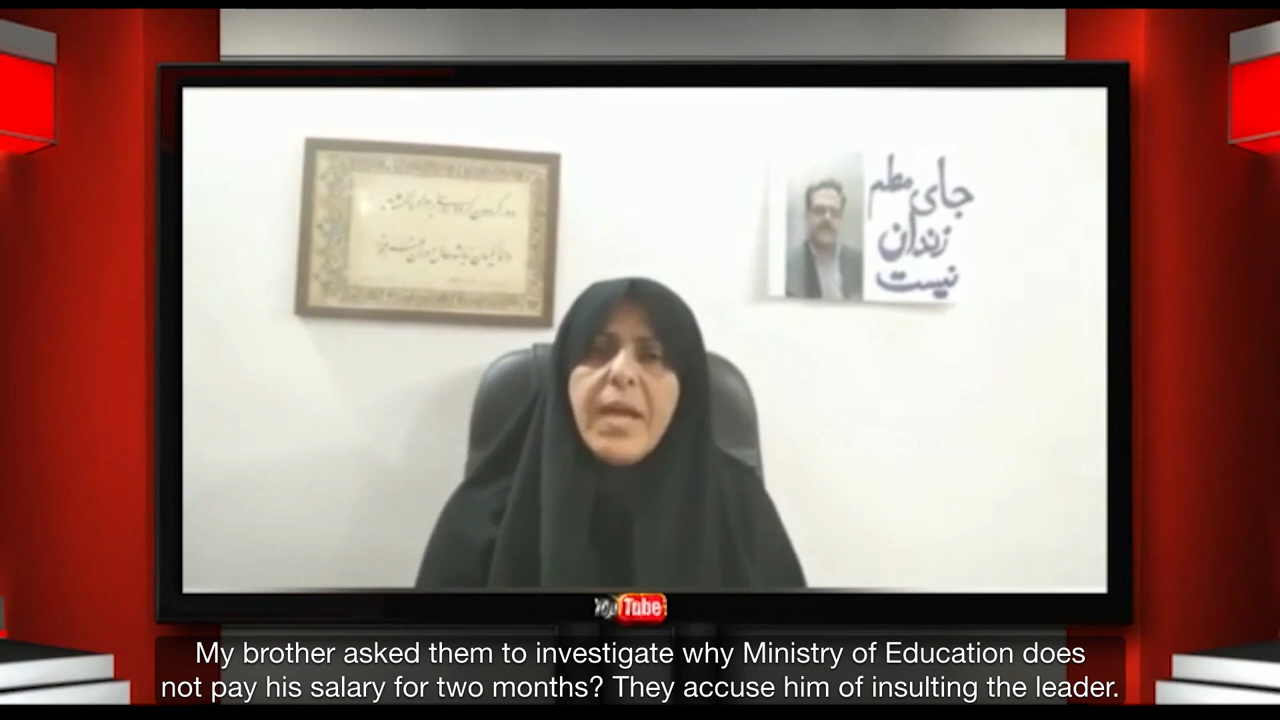 جای معلم
زندان
نیست
YouTube
My brother asked them to investigate why Ministry of Education does
not pay his salary for two months? They accuse him of insulting the leader.